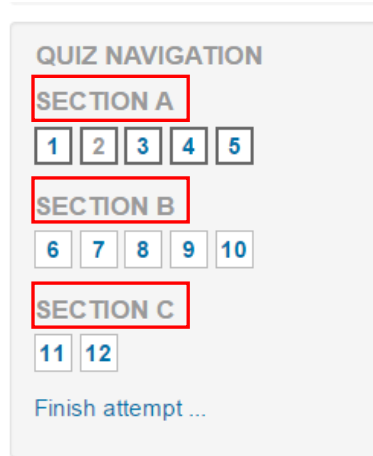 QUIZ NAVIGATION
SECTION A
1 2 3 4 5
SECTION B
6 7 8 9 10
SECTION C
11 12
Finish attempt ...